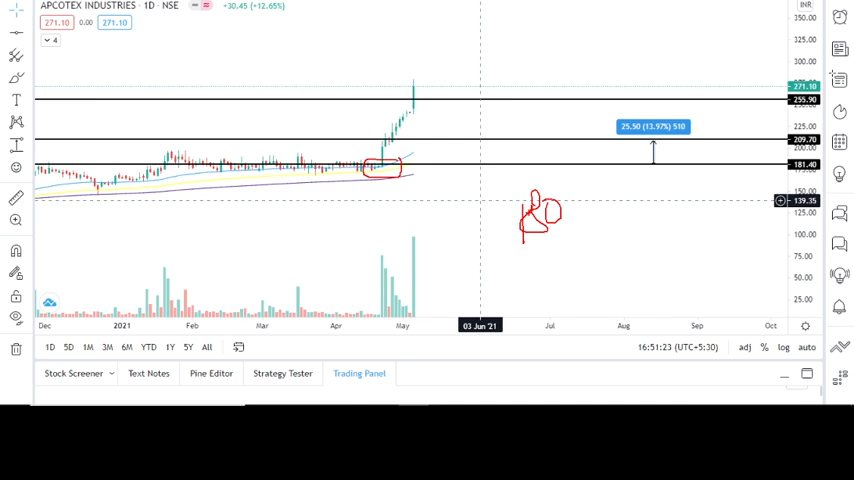 APCOTEX INDUSTRIES · 1D · NSE
+30.45 (+12.65%)
INR
271.10 0.00 271.10
4
350.00
325.00
300.00
271.10
255.90
225.00
25.50 (13.97%) 510
209.70
200.00
181.40
150.00
139.35
125.00
100.00
75.00
50.00
25.00
Dec 2021 Feb Mar Apr May 03 Jun '21 Jul Aug Sep Oct
1D 5D 1M 3M 6M YTD 1Y 5Y All 16:51:23 (UTC+5:30) adj % log auto
Stock Screener Text Notes Pine Editor Strategy Tester Trading Panel